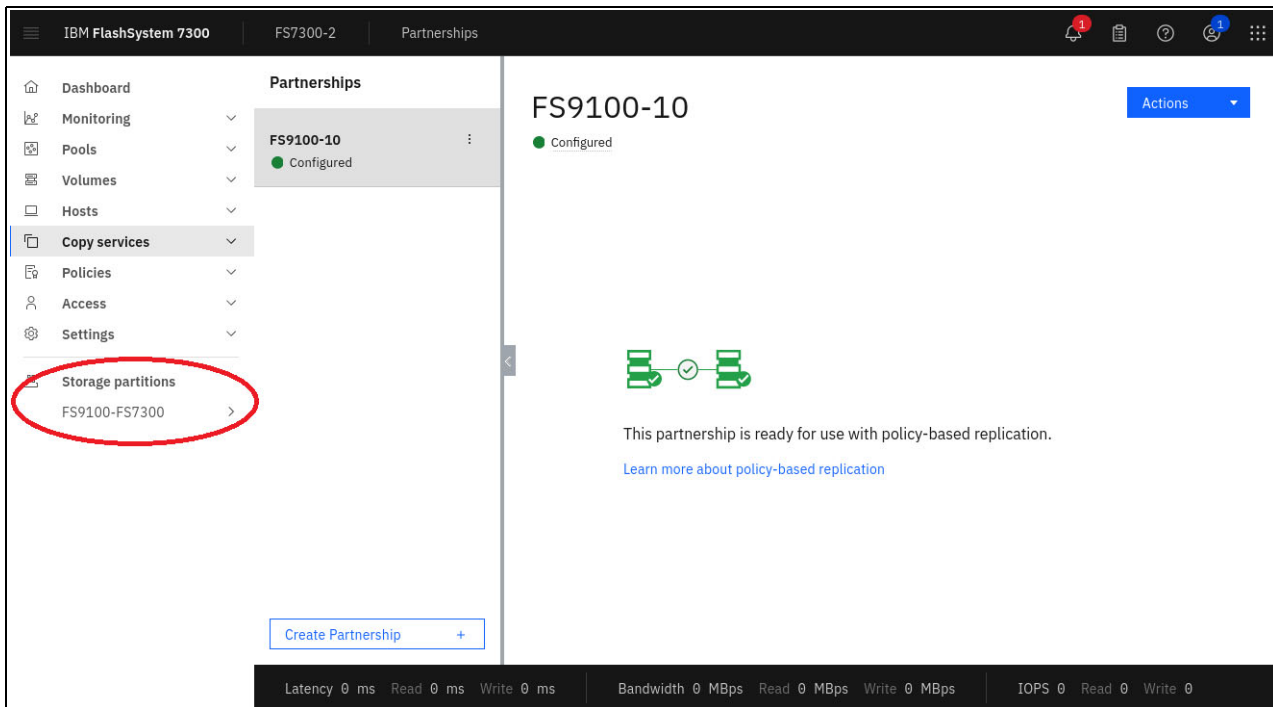 IBM FlashSystem 7300 FS7300-2 Partnerships 1 1
Dashboard
Monitoring
Pools
Volumes
Hosts
Copy services
Policies
Access
Settings
Storage partitions
FS9100-FS7300
Partnerships
FS9100-10
Configured
Create Partnership +
FS9100-10
Configured
Actions
This partnership is ready for use with policy-based replication.
Learn more about policy-based replication
Latency 0 ms Read 0 ms Write 0 ms Bandwidth 0 MBps Read 0 MBps Write 0 MBps IOPS 0 Read 0 Write 0